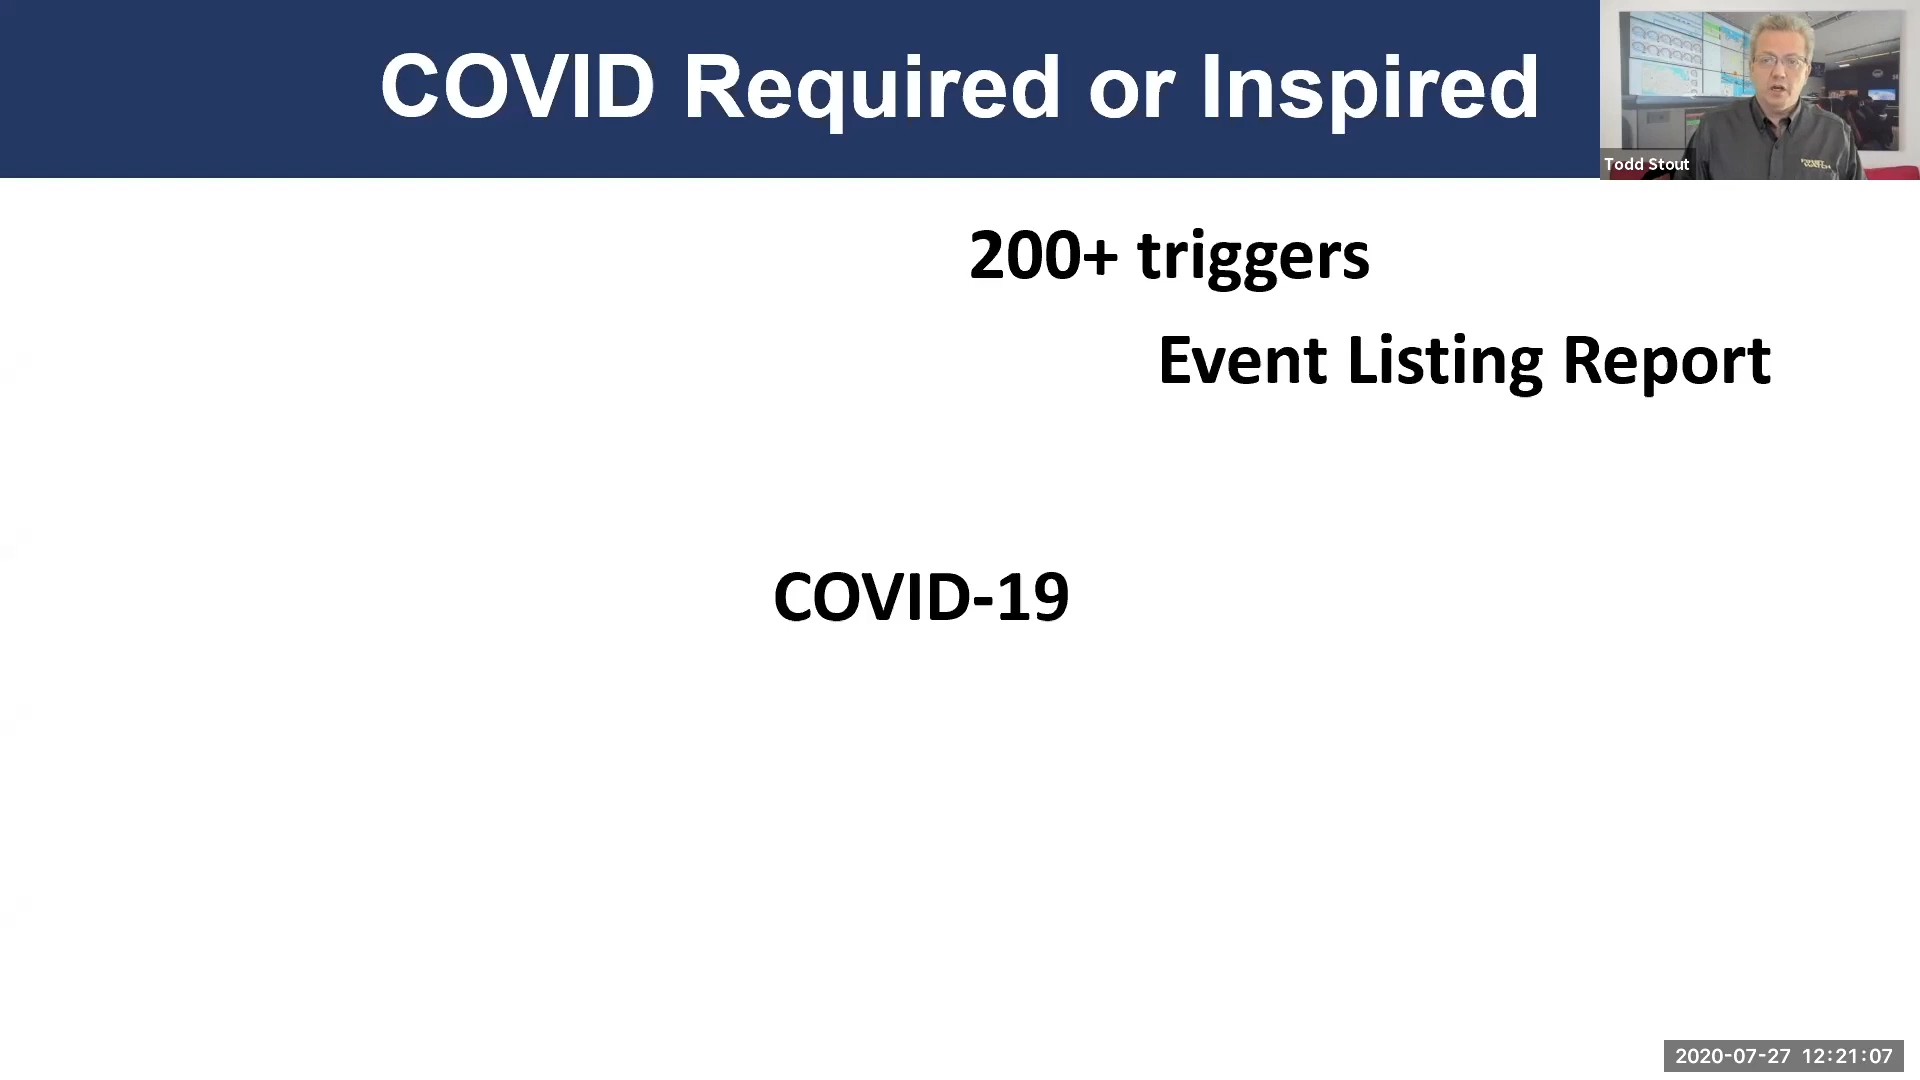 COVID Required or Inspired
Todd Stout
200+ triggers
Event Listing Report
COVID-19
2020-07-27 12:21:07